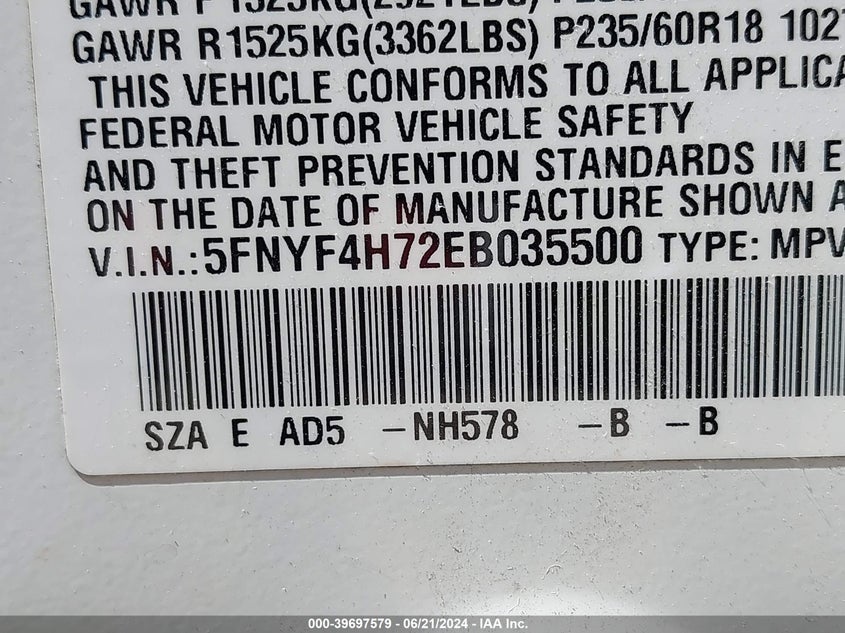 GAWR R1525KG(3362LBS) P235/60R18
THIS VEHICLE CONFORMS TO ALL
FEDERAL MOTOR VEHICLE SAFETY
AND THEFT PREVENTION STANDARDS IN
ON THE DATE OF MANUFACTURE SHOWN
V.I.N.:5FNYF4H72EB035500 TYPE: MPV
SZA E AD5 -NH578 -B -B
000-39697579 - 06/21/2024 - IAA Inc.